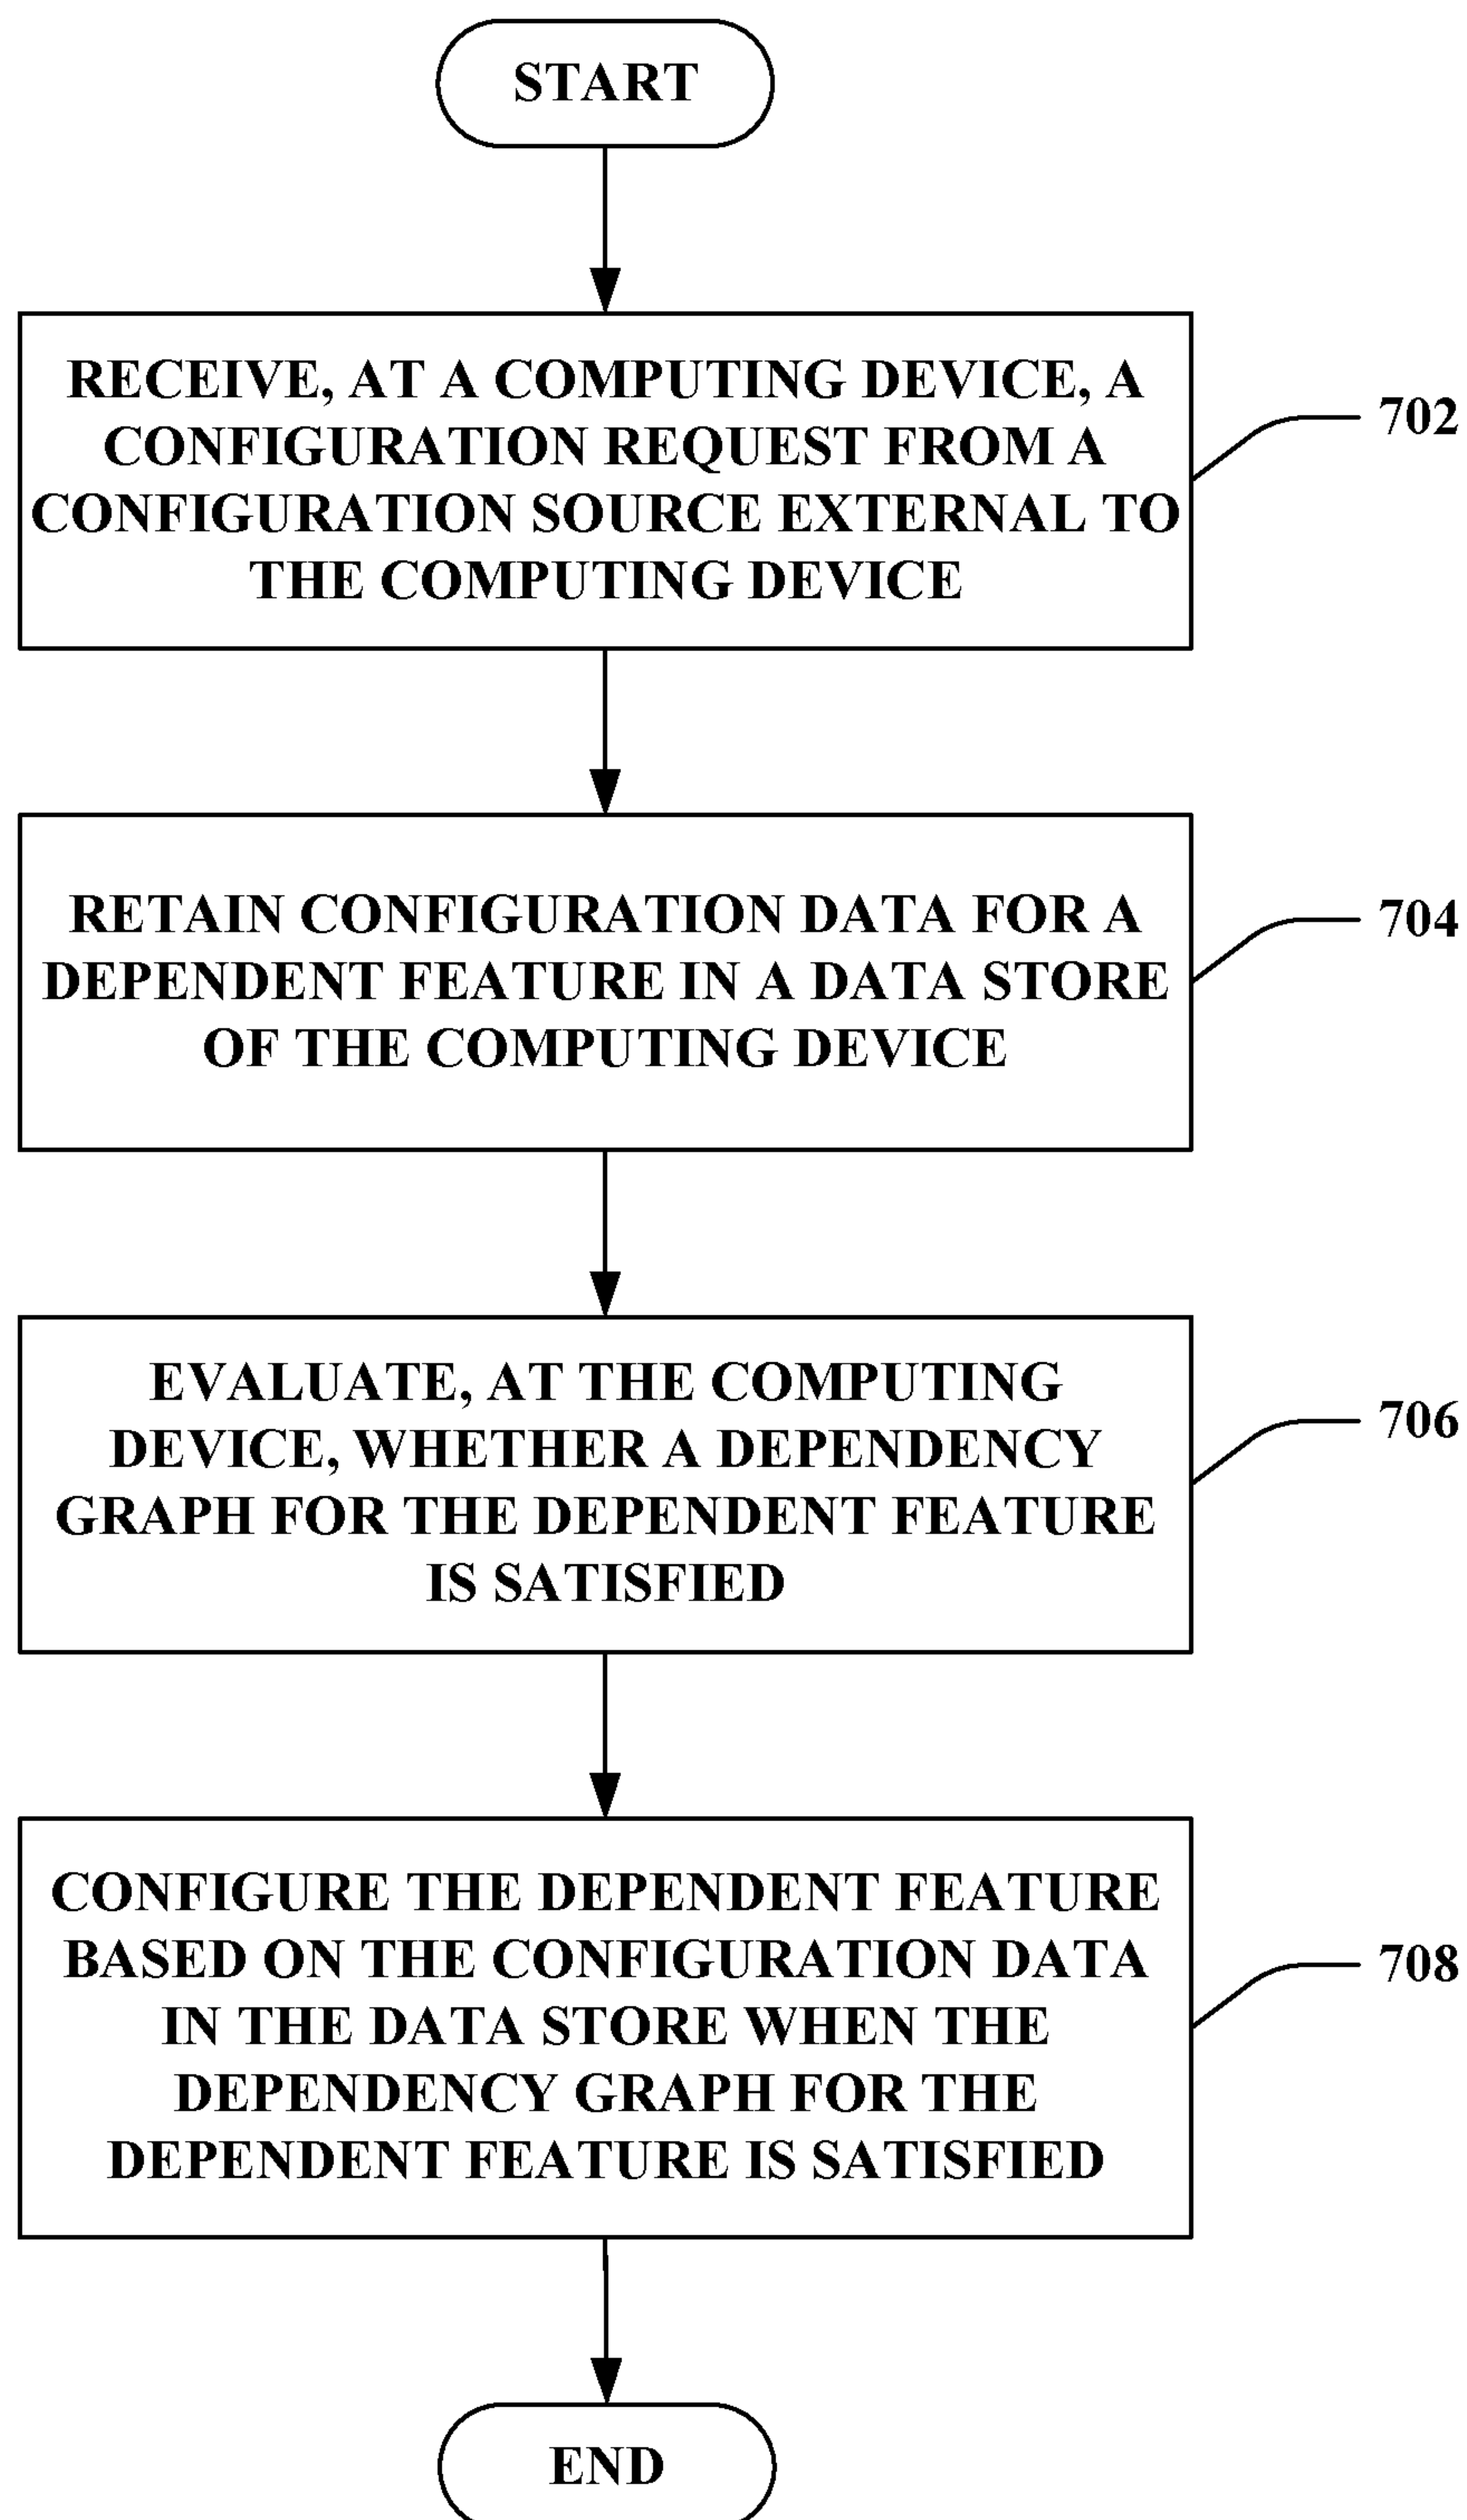 START
RECEIVE, AT A COMPUTING DEVICE, A
CONFIGURATION REQUEST FROM A
CONFIGURATION SOURCE EXTERNAL TO
THE COMPUTING DEVICE
702
RETAIN CONFIGURATION DATA FOR A
DEPENDENT FEATURE IN A DATA STORE
OF THE COMPUTING DEVICE
704
EVALUATE, AT THE COMPUTING
DEVICE, WHETHER A DEPENDENCY
GRAPH FOR THE DEPENDENT FEATURE
IS SATISFIED
706
CONFIGURE THE DEPENDENT FEATURE
BASED ON THE CONFIGURATION DATA
IN THE DATA STORE WHEN THE
DEPENDENCY GRAPH FOR THE
DEPENDENT FEATURE IS SATISFIED
708
END